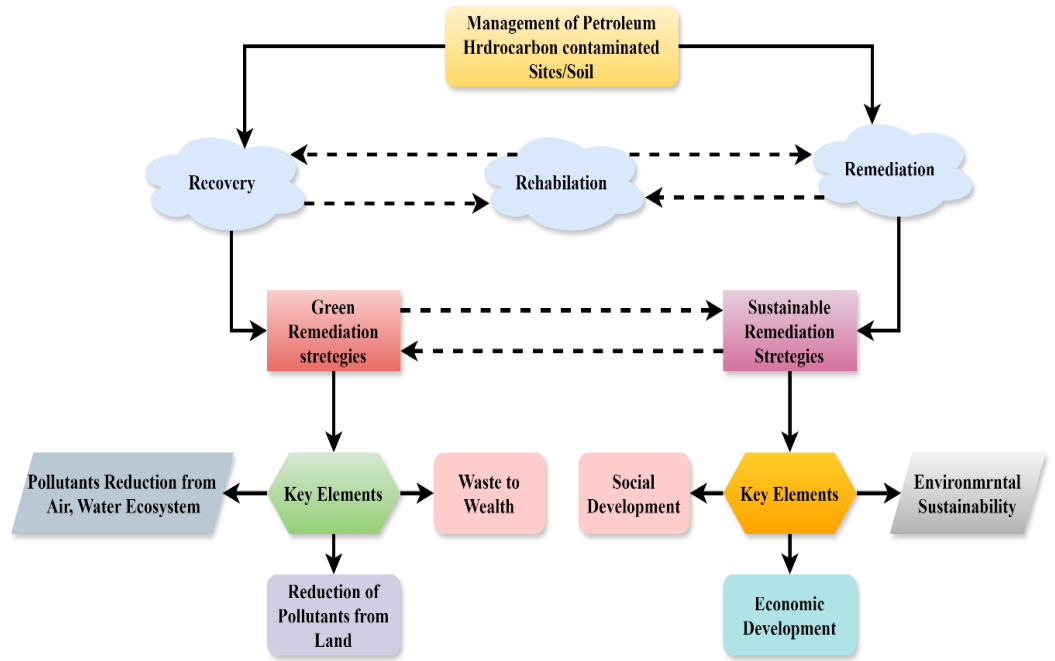 Management of Petroleum
Hrdrocarbon contaminated
Sites/Soil
Recovery
Rehabilation
Remediation
Green
Remediation
stretegies
Sustainable
Remediation
Stretegies
Pollutants Reduction from
Air, Water Ecosystem
Key Elements
Waste to
Wealth
Social
Development
Key Elements
Environmrntal
Sustainability
Reduction of
Pollutants from
Land
Economic
Development